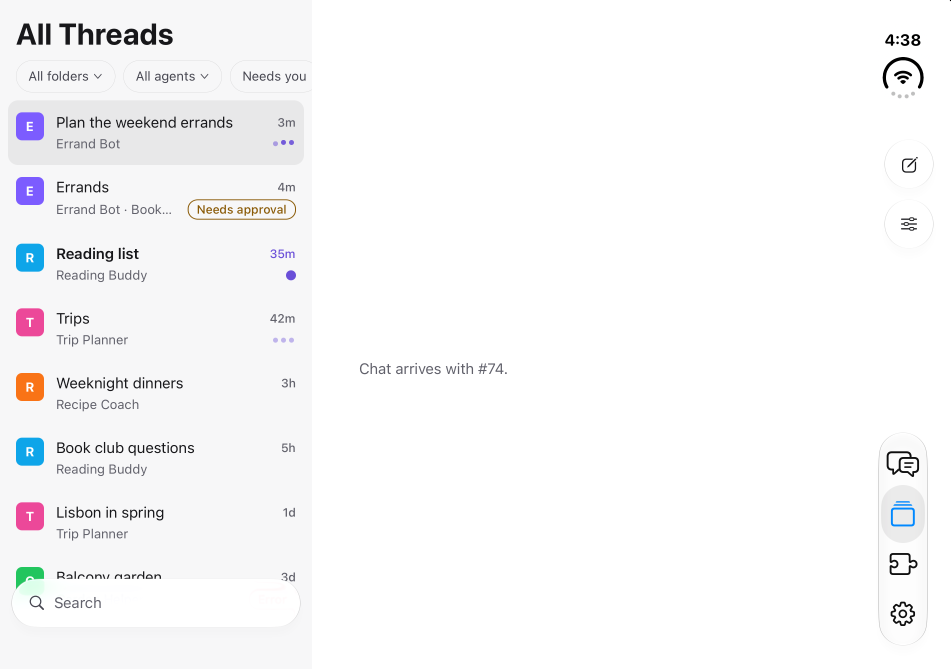 All Threads
All folders
All agents
Needs you
E
Plan the weekend errands
3m
Errand Bot
E
Errands
4m
Errand Bot · Book...
Needs approval
R
Reading list
35m
Reading Buddy
T
Trips
42m
Trip Planner
R
Weeknight dinners
3h
Recipe Coach
R
Book club questions
5h
Reading Buddy
T
Lisbon in spring
1d
Trip Planner
Balcony garden
3d
Search
Chat arrives with #74.
4:38